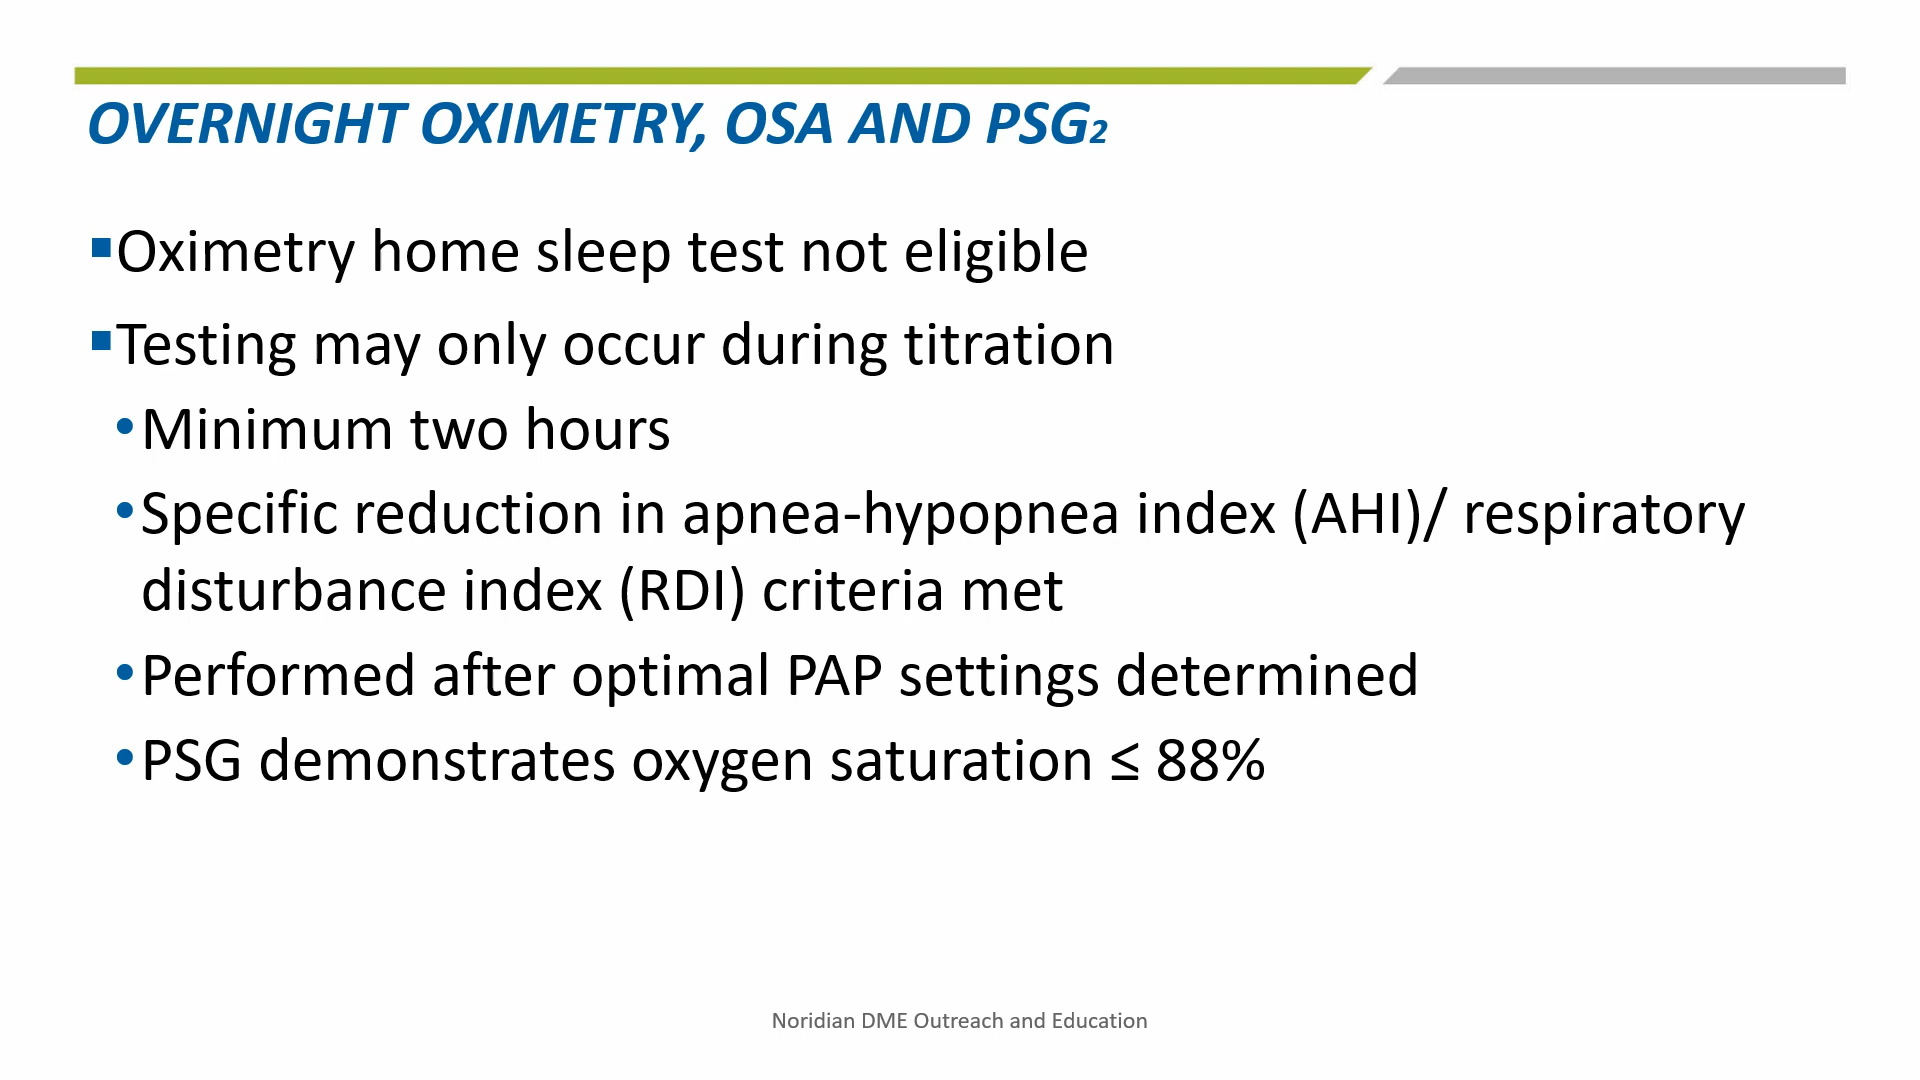 OVERNIGHT OXIMETRY, OSA AND PSG2
▪Oximetry home sleep test not eligible
▪Testing may only occur during titration
•Minimum two hours
•Specific reduction in apnea-hypopnea index (AHI)/ respiratory
disturbance index (RDI) criteria met
•Performed after optimal PAP settings determined
•PSG demonstrates oxygen saturation ≤ 88%
Noridian DME Outreach and Education